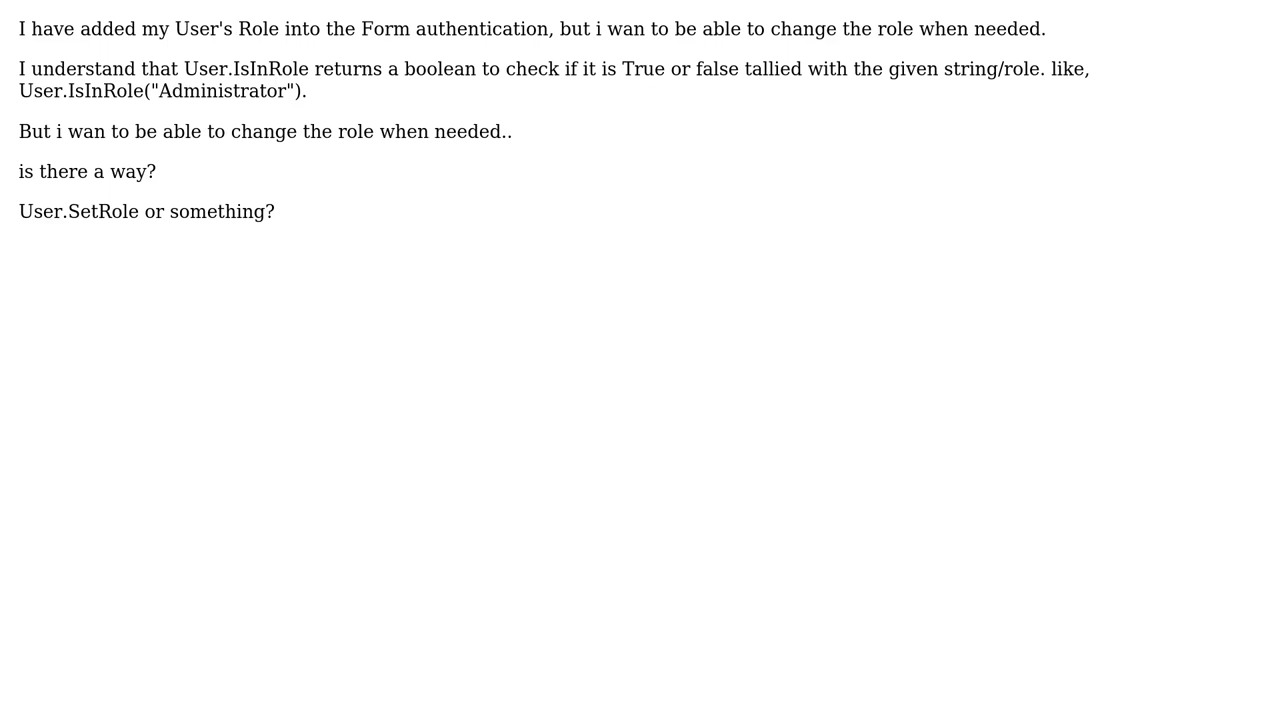 I have added my User's Role into the Form authentication, but i wan to be able to change the role when needed.
I understand that User.IsInRole returns a boolean to check if it is True or false tallied with the given string/role. like,
User.IsInRole("Administrator").
But i wan to be able to change the role when needed..
is there a way?
User.SetRole or something?